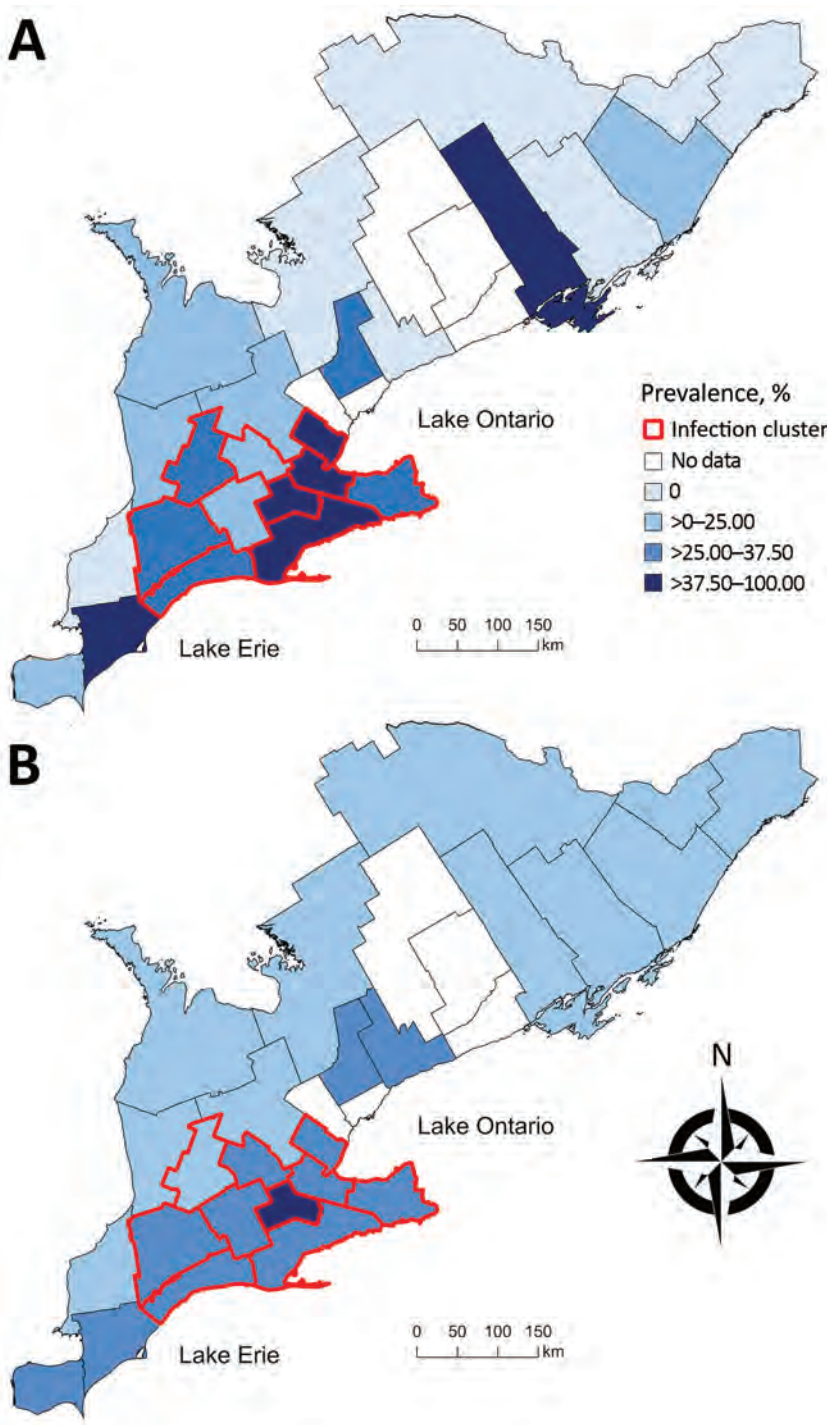 A
Lake Ontario
Prevalence, %
Infection cluster
No data
0
>0–25.00
>25.00–37.50
>37.50–100.00
0 50 100 150
km
Lake Erie
B
N
Lake Ontario
0 50 100 150
km
Lake Erie